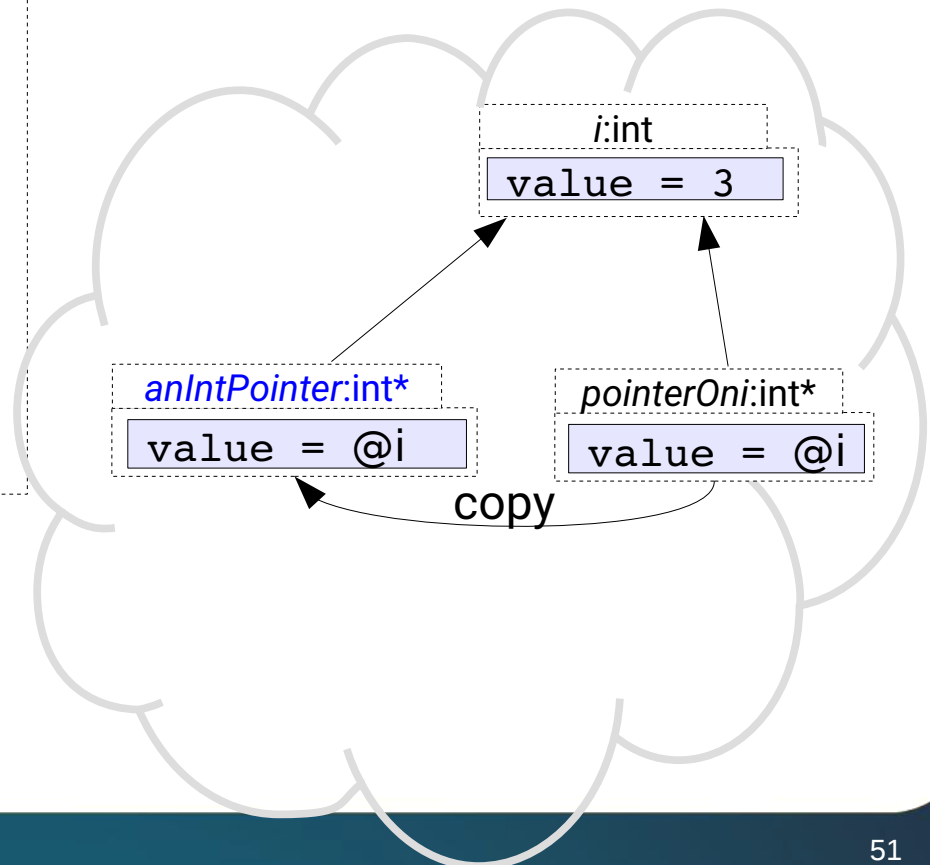 i:int
value = 3
anIntPointer:int*
value = @i
pointerOni:int*
value = @i
copy
51